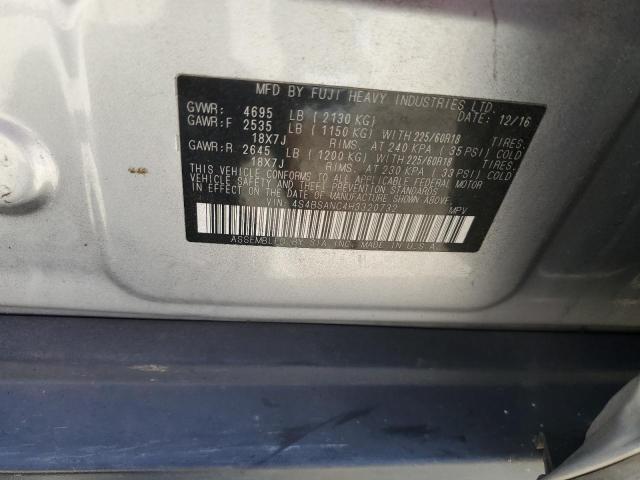 MFD BY FUJI HEAVY INDUSTRIES LTD. 12/16
GVWR: 4695 LB ( 2130 KG)
GAWR:F 2535 LB ( 1150 KG) WITH 225/60R18 TIRES.
18X7J RIMS. AT 240 KPA ( 35 PSI) COLD
GAWR:R 2645 LB ( 1200 KG) WITH 225/60R18 TIRES.
18X7J RIMS. AT 230 KPA ( 33 PSI) COLD
VEHICLE CONFORMS TO ALL APPLICABLE FEDERAL MOTOR
VEHICLE SAFETY AND THEFT PREVENTION STANDARDS
IN EFFECT ON THE DATE OF MANUFACTURE SHOWN ABOVE.
VIN: 4S4BSANC4H3320732 MPV
ASSEMBLED BY SIA INC. MADE IN U.S.A